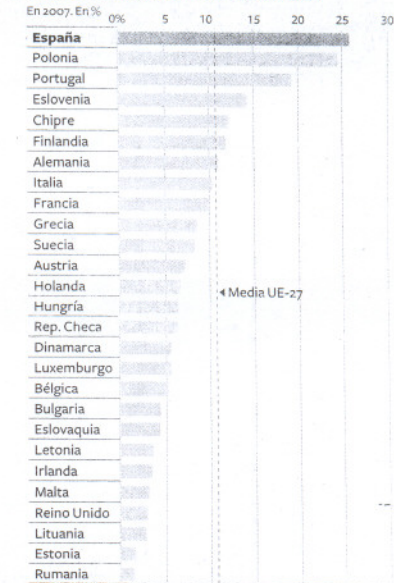 En 2007. En %
0% 5 10 15 20 25 30
España
Polonia
Portugal
Eslovenia
Chipre
Finlandia
Alemania
Italia
Francia
Grecia
Suecia
Austria
Holanda
Media UE-27
Hungría
Rep. Checa
Dinamarca
Luxemburgo
Bélgica
Bulgaria
Eslovaquia
Letonia
Irlanda
Malta
Reino Unido
Lituania
Estonia
Rumania